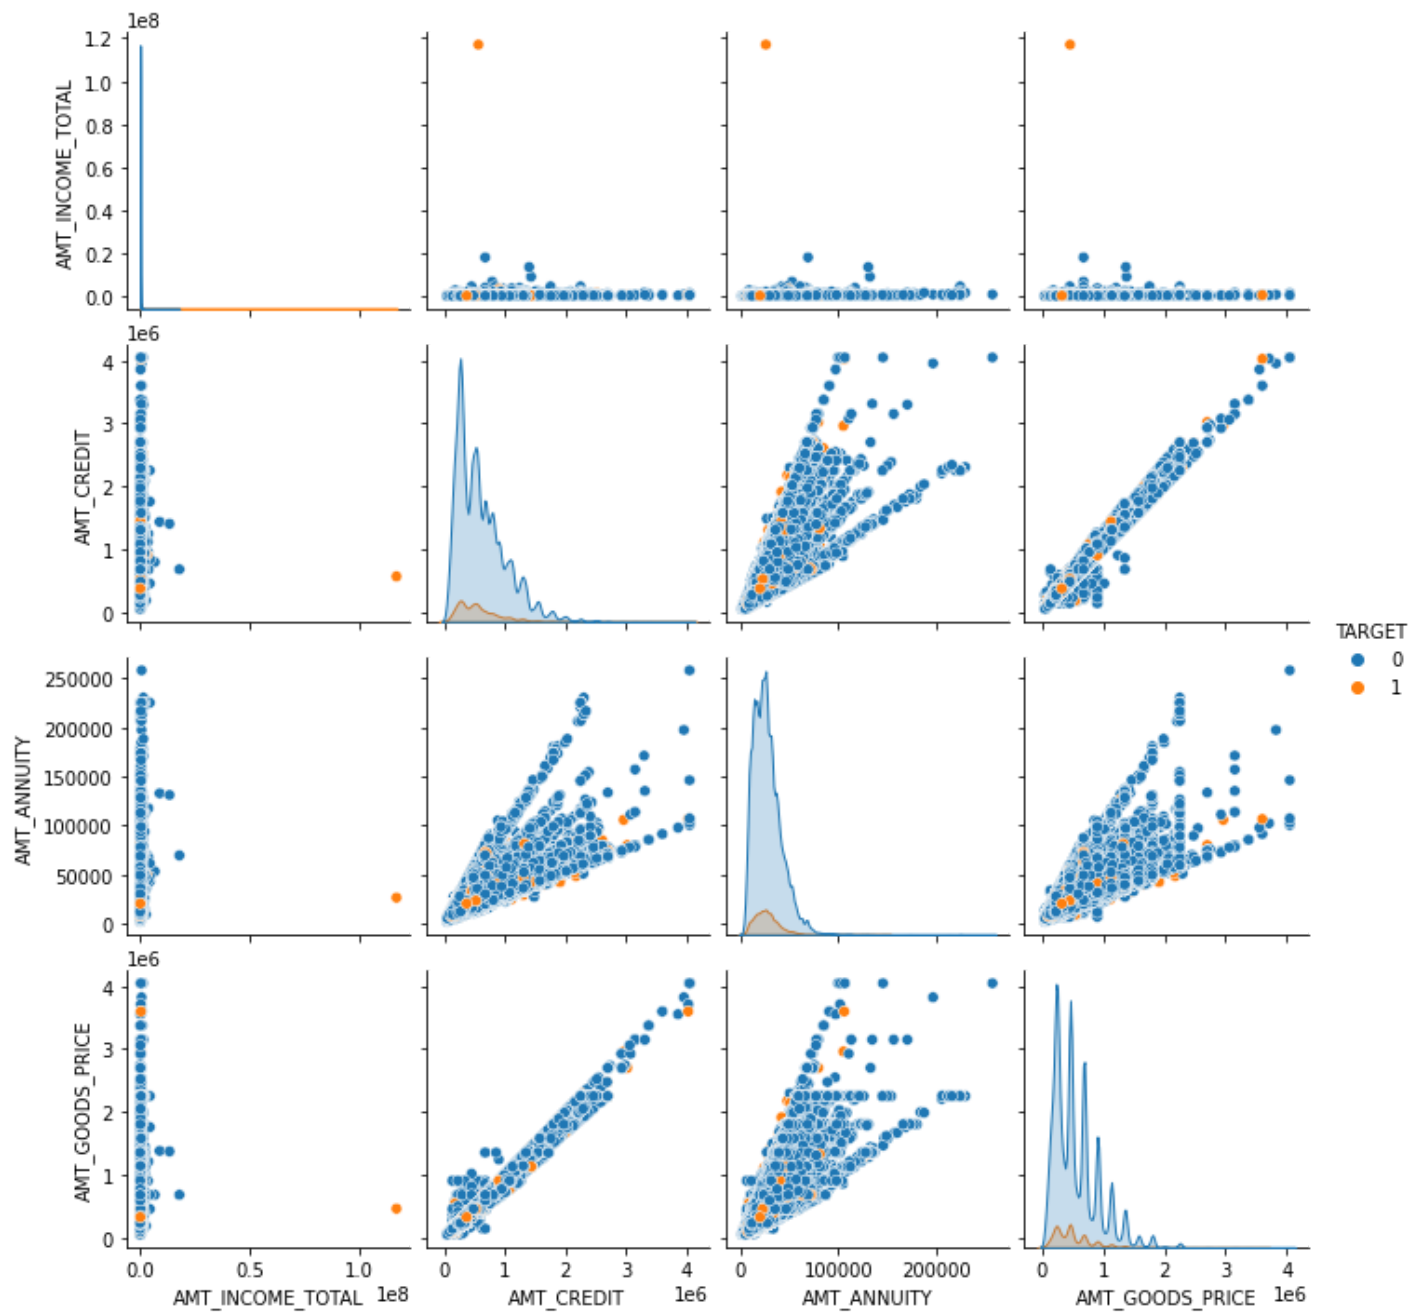 1e8
1.2
1.0
0.8
0.6
0.4
0.2
0.0
AMT_INCOME_TOTAL
1e6
4
3
2
1
0
AMT_CREDIT
TARGET
0
1
250000
200000
150000
100000
50000
0
AMT_ANNUITY
1e6
4
3
2
1
0
AMT_GOODS_PRICE
0.0 0.5 1.0 0 1 2 3 4 0 100000 200000 0 1 2 3 4
AMT_INCOME_TOTAL 1e8 AMT_CREDIT 1e6 AMT_ANNUITY AMT_GOODS_PRICE 1e6